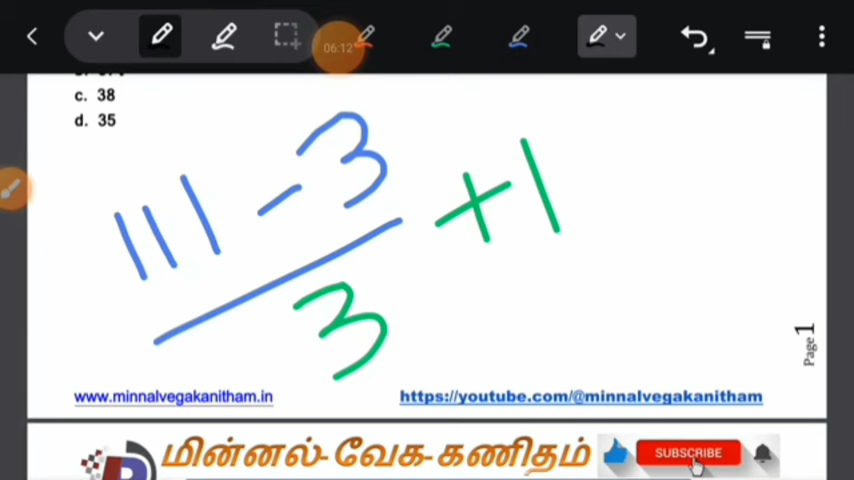 06:12
c. 38
d. 35
111 - 3
+1
3
Page 1
www.minnalvegakanitham.in
https://youtube.com/@minnalvegakanitham
மின்னல்-வேக-கணிதம்
SUBSCRIBE